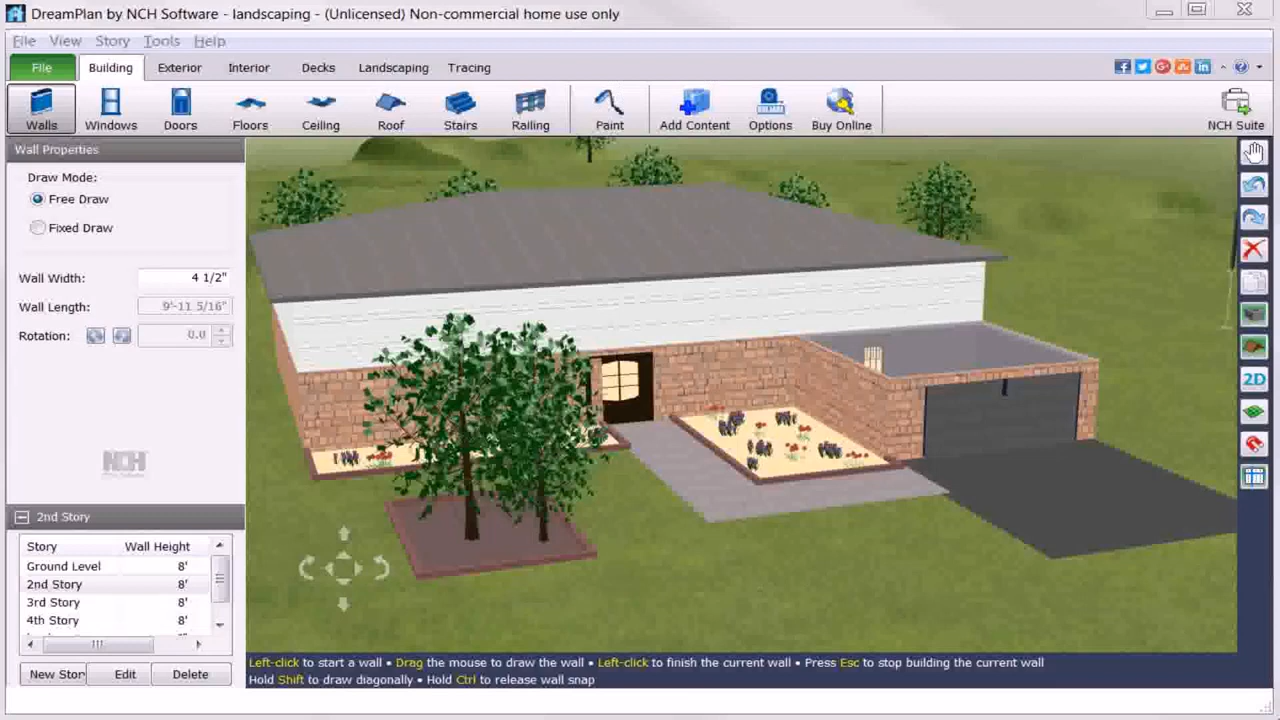 DreamPlan by NCH Software - landscaping - (Unlicensed) Non-commercial home use only
File View Story Tools Help
File Building Exterior Interior Decks Landscaping Tracing
Walls Windows Doors Floors Ceiling Roof Stairs Railing Paint Add Content Options Buy Online NCH Suite
Wall Properties
Draw Mode:
Free Draw
Fixed Draw
Wall Width: 4 1/2"
Wall Length: 9'-11 5/16"
Rotation: 0.0
NCH
2nd Story
Story Wall Height
Ground Level 8'
2nd Story 8'
3rd Story 8'
4th Story 8'
New Stor Edit Delete
2D
Left-click to start a wall • Drag the mouse to draw the wall • Left-click to finish the current wall • Press Esc to stop building the current wall
Hold Shift to draw diagonally • Hold Ctrl to release wall snap